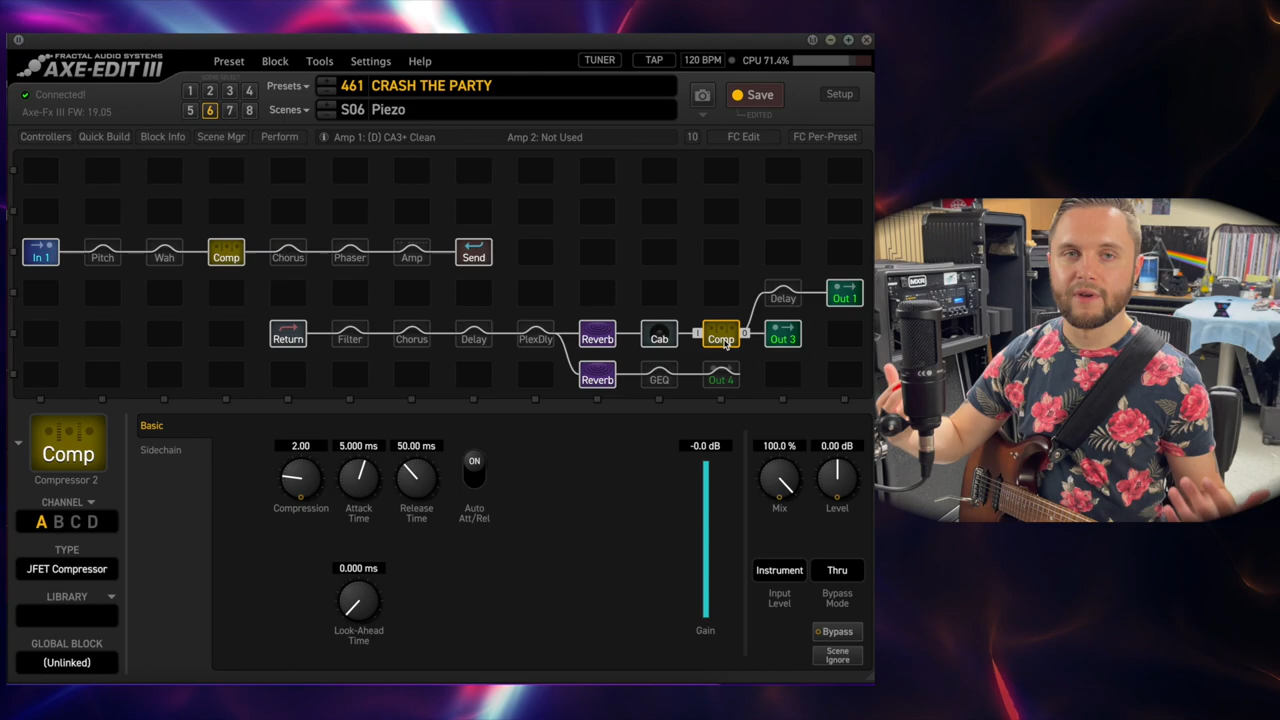 FRACTAL AUDIO SYSTEMS
AXE-EDIT III
Connected!
Axe-Fx III FW: 19.05
Preset Block Tools Settings Help
TUNER
TAP
120 BPM
CPU 71.4%
SCENE SELECT
1 2 3 4
5 6 7 8
Presets
461 CRASH THE PARTY
Scenes
S06 Piezo
Save
EDITED
Setup
Controllers
Quick Build
Block Info
Scene Mgr
Perform
Amp 1: (D) CA3+ Clean
Amp 2: Not Used
10
FC Edit
FC Per-Preset
In 1
Pitch
Wah
Comp
Chorus
Phaser
Amp
Send
Delay
Out 1
Return
Filter
Chorus
Delay
PlexDly
Reverb
Cab
I
Comp
O
Out 3
Reverb
GEQ
Out 4
Comp
Compressor 2
CHANNEL
A B C D
TYPE
JFET Compressor
LIBRARY
GLOBAL BLOCK
(Unlinked)
Basic
Sidechain
2.00
5.000 ms
50.00 ms
ON
Compression
Attack Time
Release Time
Auto Att/Rel
0.000 ms
Look-Ahead Time
-0.0 dB
Gain
100.0 %
0.00 dB
Mix
Level
Instrument
Thru
Input Level
Bypass Mode
Bypass
Scene Ignore
MXR